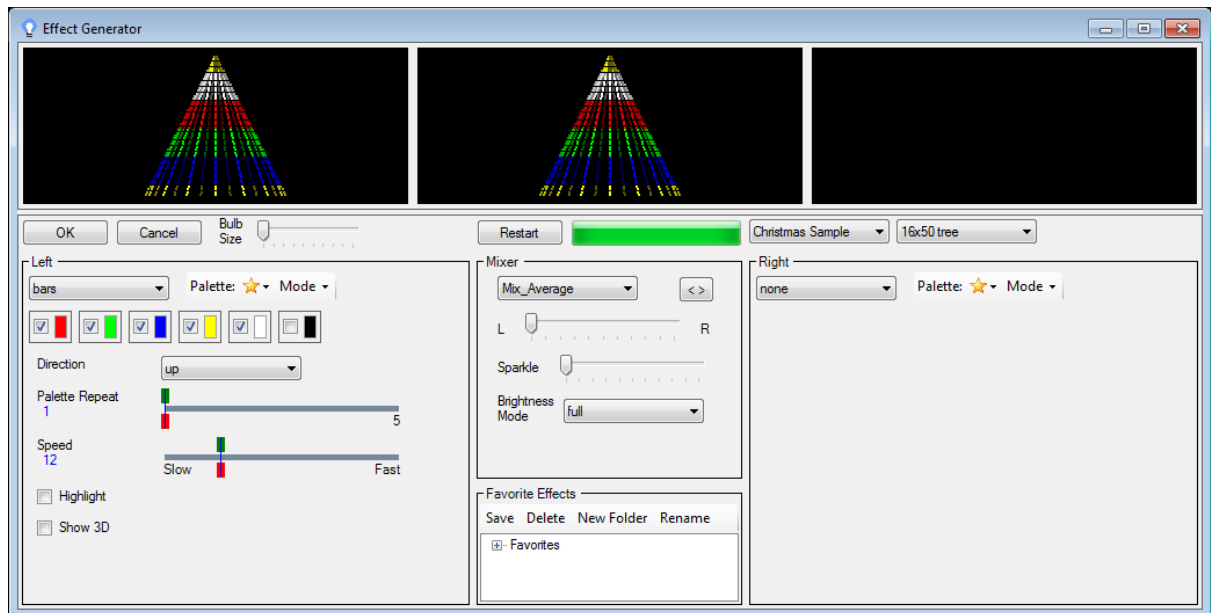 Effect Generator
OK Cancel Bulb Size Restart Christmas Sample 16x50 tree
Left
bars Palette: Mode
Direction up
Palette Repeat
1 5
Speed
12 Slow Fast
Highlight
Show 3D
Mixer
Mix_Average < >
L R
Sparkle
Brightness Mode full
Favorite Effects
Save Delete New Folder Rename
Favorites
Right
none Palette: Mode